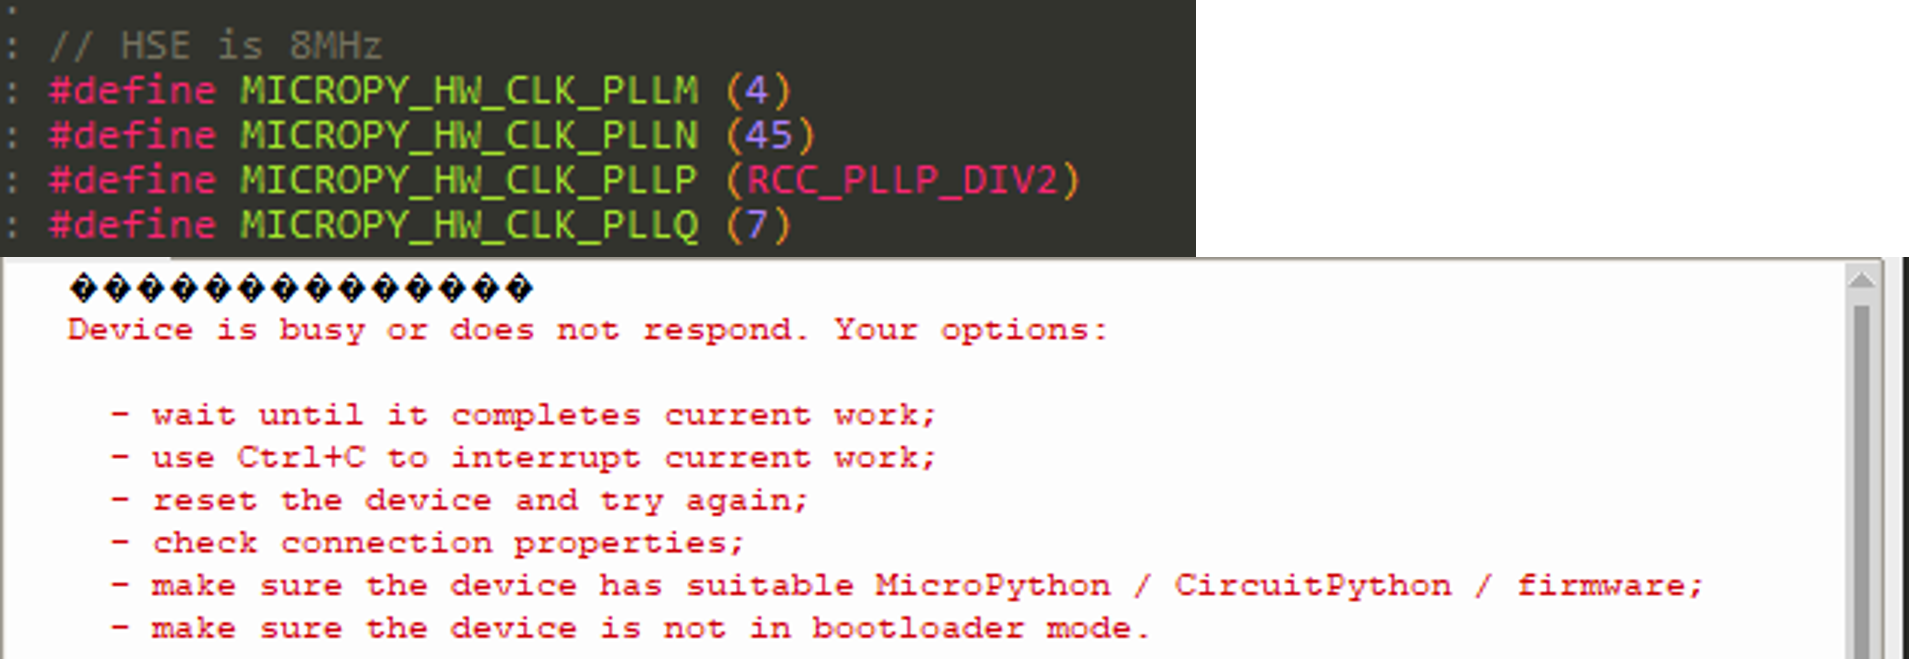 : // HSE is 8MHz
: #define MICROPY_HW_CLK_PLLM (4)
: #define MICROPY_HW_CLK_PLLN (45)
: #define MICROPY_HW_CLK_PLLP (RCC_PLLP_DIV2)
: #define MICROPY_HW_CLK_PLLQ (7)
��������������
Device is busy or does not respond. Your options:
- wait until it completes current work;
- use Ctrl+C to interrupt current work;
- reset the device and try again;
- check connection properties;
- make sure the device has suitable MicroPython / CircuitPython / firmware;
- make sure the device is not in bootloader mode.